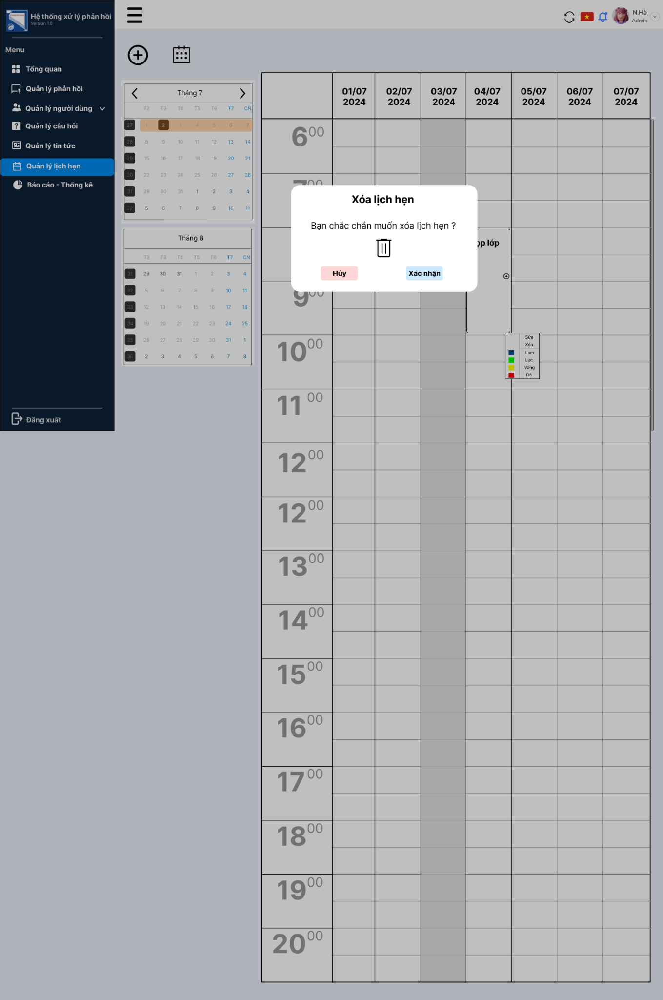 Hệ thống xử lý phản hồi
Version 1.0
N.Hà
Admin
Menu
Tổng quan
Quản lý phản hồi
Quản lý người dùng
Quản lý câu hỏi
Quản lý tin tức
Quản lý lịch hẹn
Báo cáo - Thống kê
Đăng xuất
Tháng 7
T2 T3 T4 T5 T6 T7 CN
27 1 2 3 4 5 6 7
28 8 9 10 11 12 13 14
29 15 16 17 18 19 20 21
30 22 23 24 25 26 27 28
31 29 30 31 1 2 3 4
32 5 6 7 8 9 10 11
Tháng 8
T2 T3 T4 T5 T6 T7 CN
31 29 30 31 1 2 3 4
32 5 6 7 8 9 10 11
33 12 13 14 15 16 17 18
34 19 20 21 22 23 24 25
35 26 27 28 29 30 31 1
36 2 3 4 5 6 7 8
01/07 02/07 03/07 04/07 05/07 06/07 07/07
2024 2024 2024 2024 2024 2024 2024
6 00
7 00
Xóa lịch hẹn
Bạn chắc chắn muốn xóa lịch hẹn ?
Hủy Xác nhận
ọp lớp
9 00
Sửa
Xóa
Lam
Lục
Vàng
Đỏ
10 00
11 00
12 00
12 00
13 00
14 00
15 00
16 00
17 00
18 00
19 00
20 00